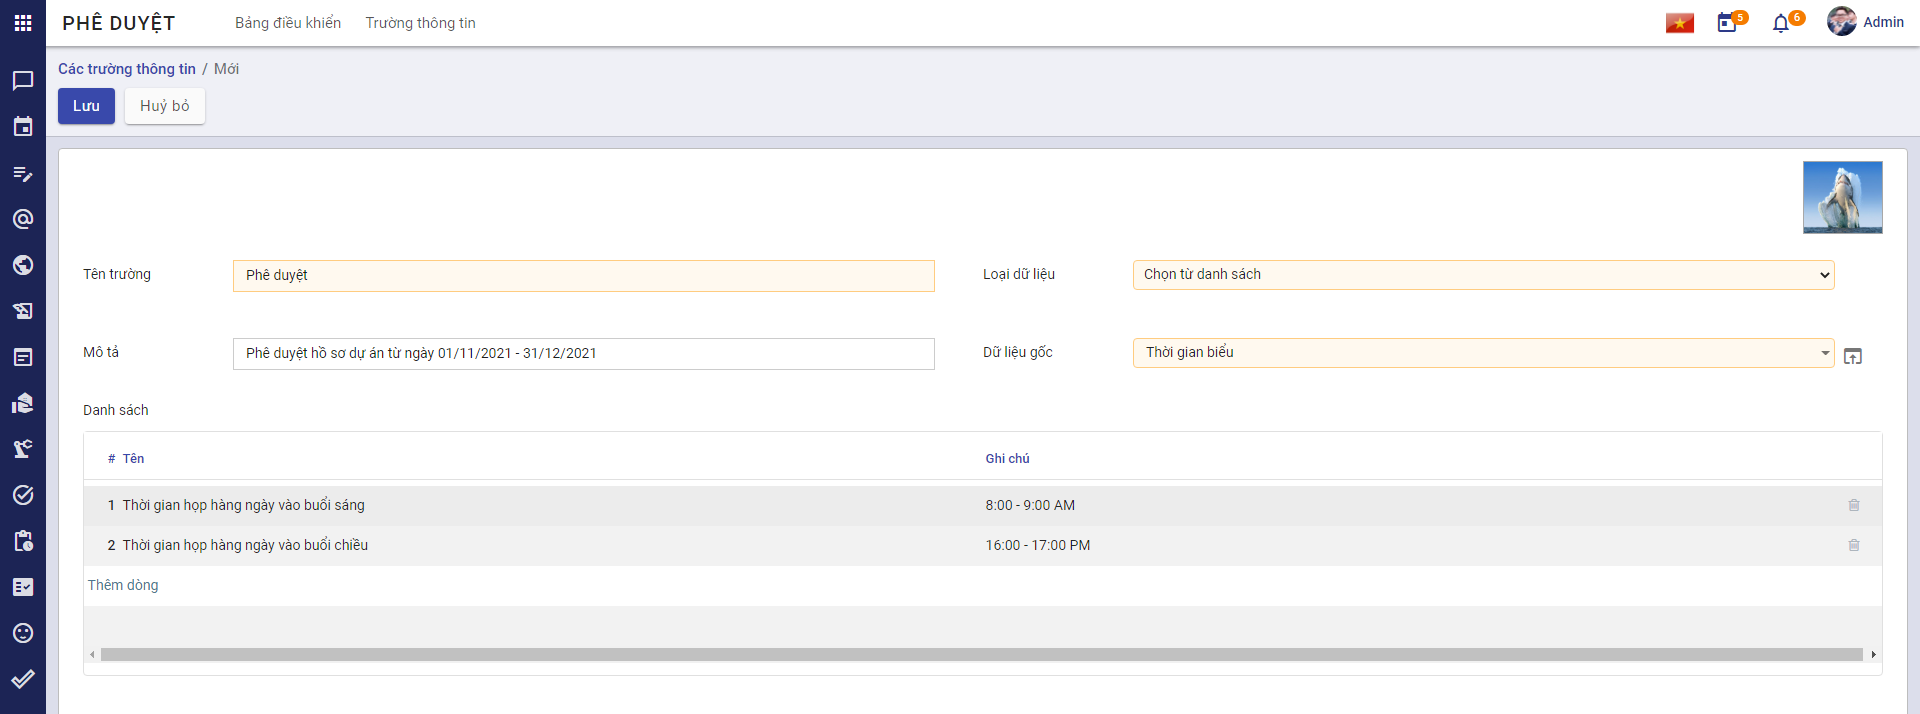 PHÊ DUYỆT Bảng điều khiển Trường thông tin 5 6 Admin
Các trường thông tin / Mới
Lưu Huỷ bỏ
Tên trường Phê duyệt Loại dữ liệu Chọn từ danh sách
Mô tả Phê duyệt hồ sơ dự án từ ngày 01/11/2021 - 31/12/2021 Dữ liệu gốc Thời gian biểu
Danh sách
# Tên Ghi chú
1 Thời gian họp hàng ngày vào buổi sáng 8:00 - 9:00 AM
2 Thời gian họp hàng ngày vào buổi chiều 16:00 - 17:00 PM
Thêm dòng